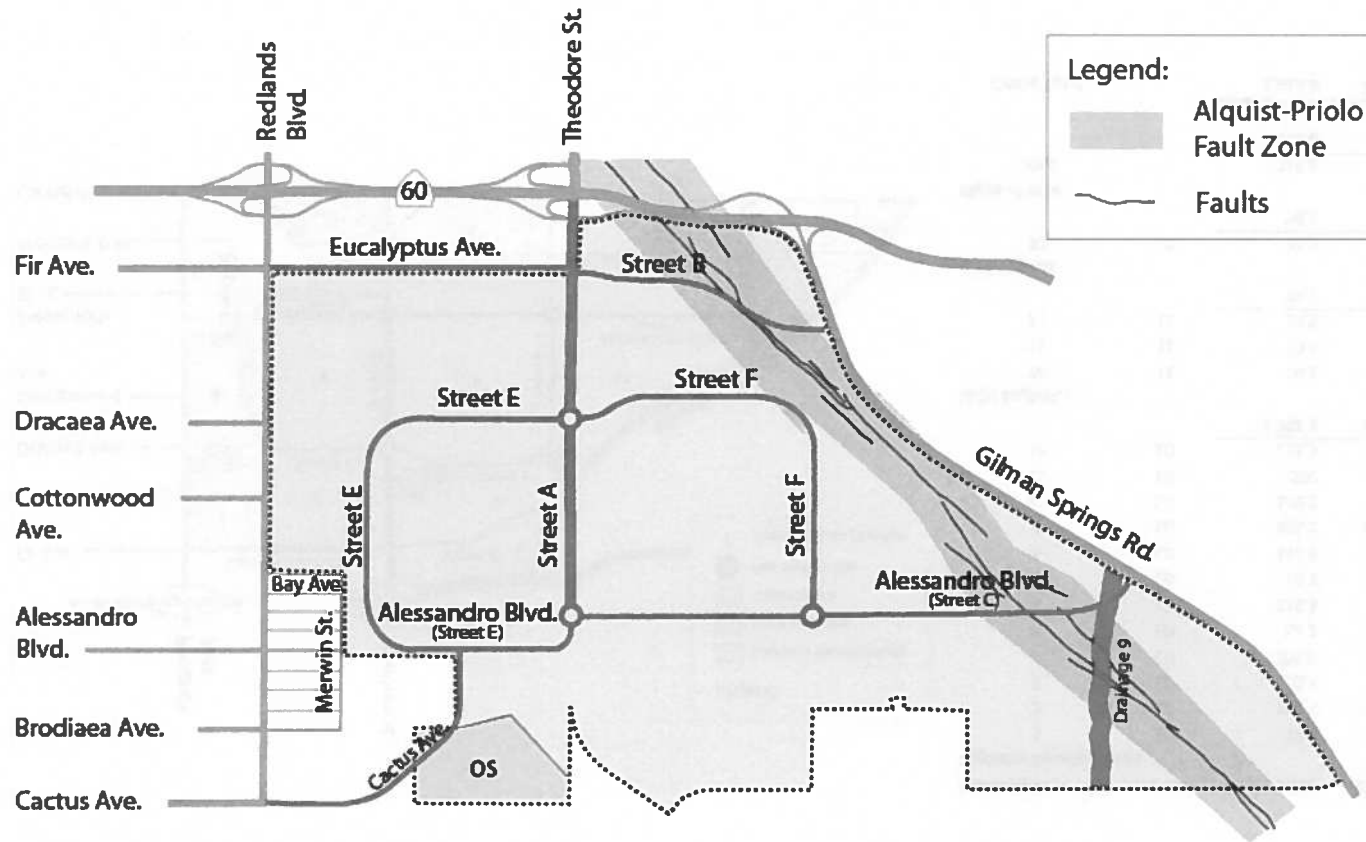 Redlands
Blvd.
Theodore St.
Legend:
Alquist-Priolo
Fault Zone
Faults
60
Eucalyptus Ave.
Fir Ave.
Street B
Street F
Street E
Dracaea Ave.
Cottonwood
Ave.
Street E
Street A
Street F
Gilman Springs Rd.
Bay Ave.
Alessandro Blvd.
(Street E)
Alessandro Blvd.
(Street C)
Alessandro
Blvd.
Merwin St.
Drainage 9
Brodiaea Ave.
Cactus Ave.
OS
Cactus Ave.